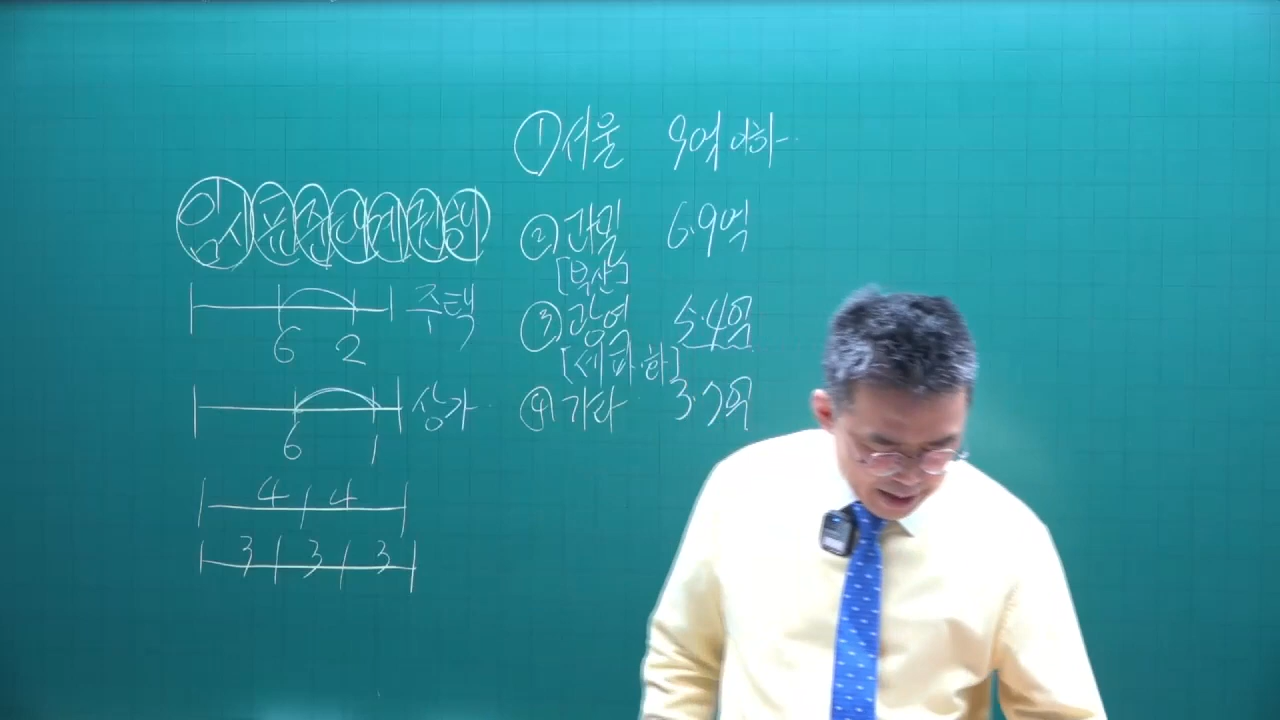 주택
6 2
상가
6 1
4 4
3 3 3
① 서울 9억 이하
② 과밀 6.9억
[부산]
③ 광역 5.4억
[세.파.화]
④ 기타 3.7억